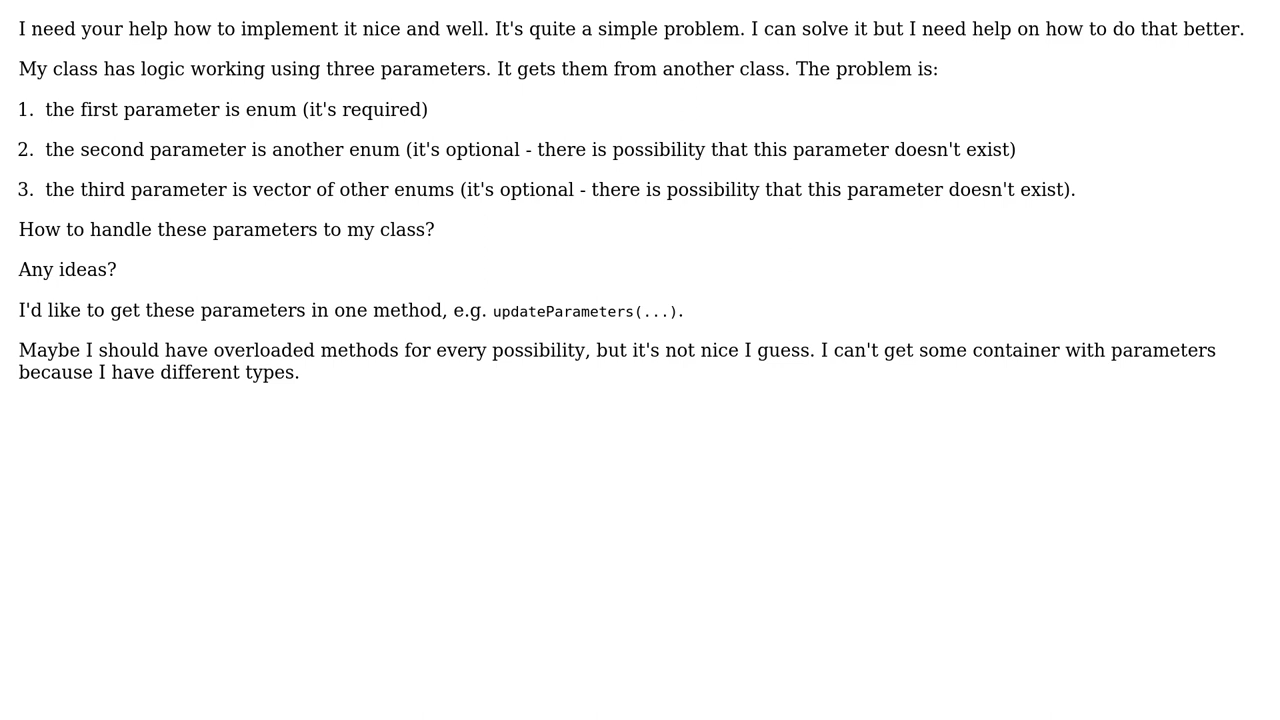 I need your help how to implement it nice and well. It's quite a simple problem. I can solve it but I need help on how to do that better.
My class has logic working using three parameters. It gets them from another class. The problem is:
1. the first parameter is enum (it's required)
2. the second parameter is another enum (it's optional - there is possibility that this parameter doesn't exist)
3. the third parameter is vector of other enums (it's optional - there is possibility that this parameter doesn't exist).
How to handle these parameters to my class?
Any ideas?
I'd like to get these parameters in one method, e.g. updateParameters(...).
Maybe I should have overloaded methods for every possibility, but it's not nice I guess. I can't get some container with parameters
because I have different types.